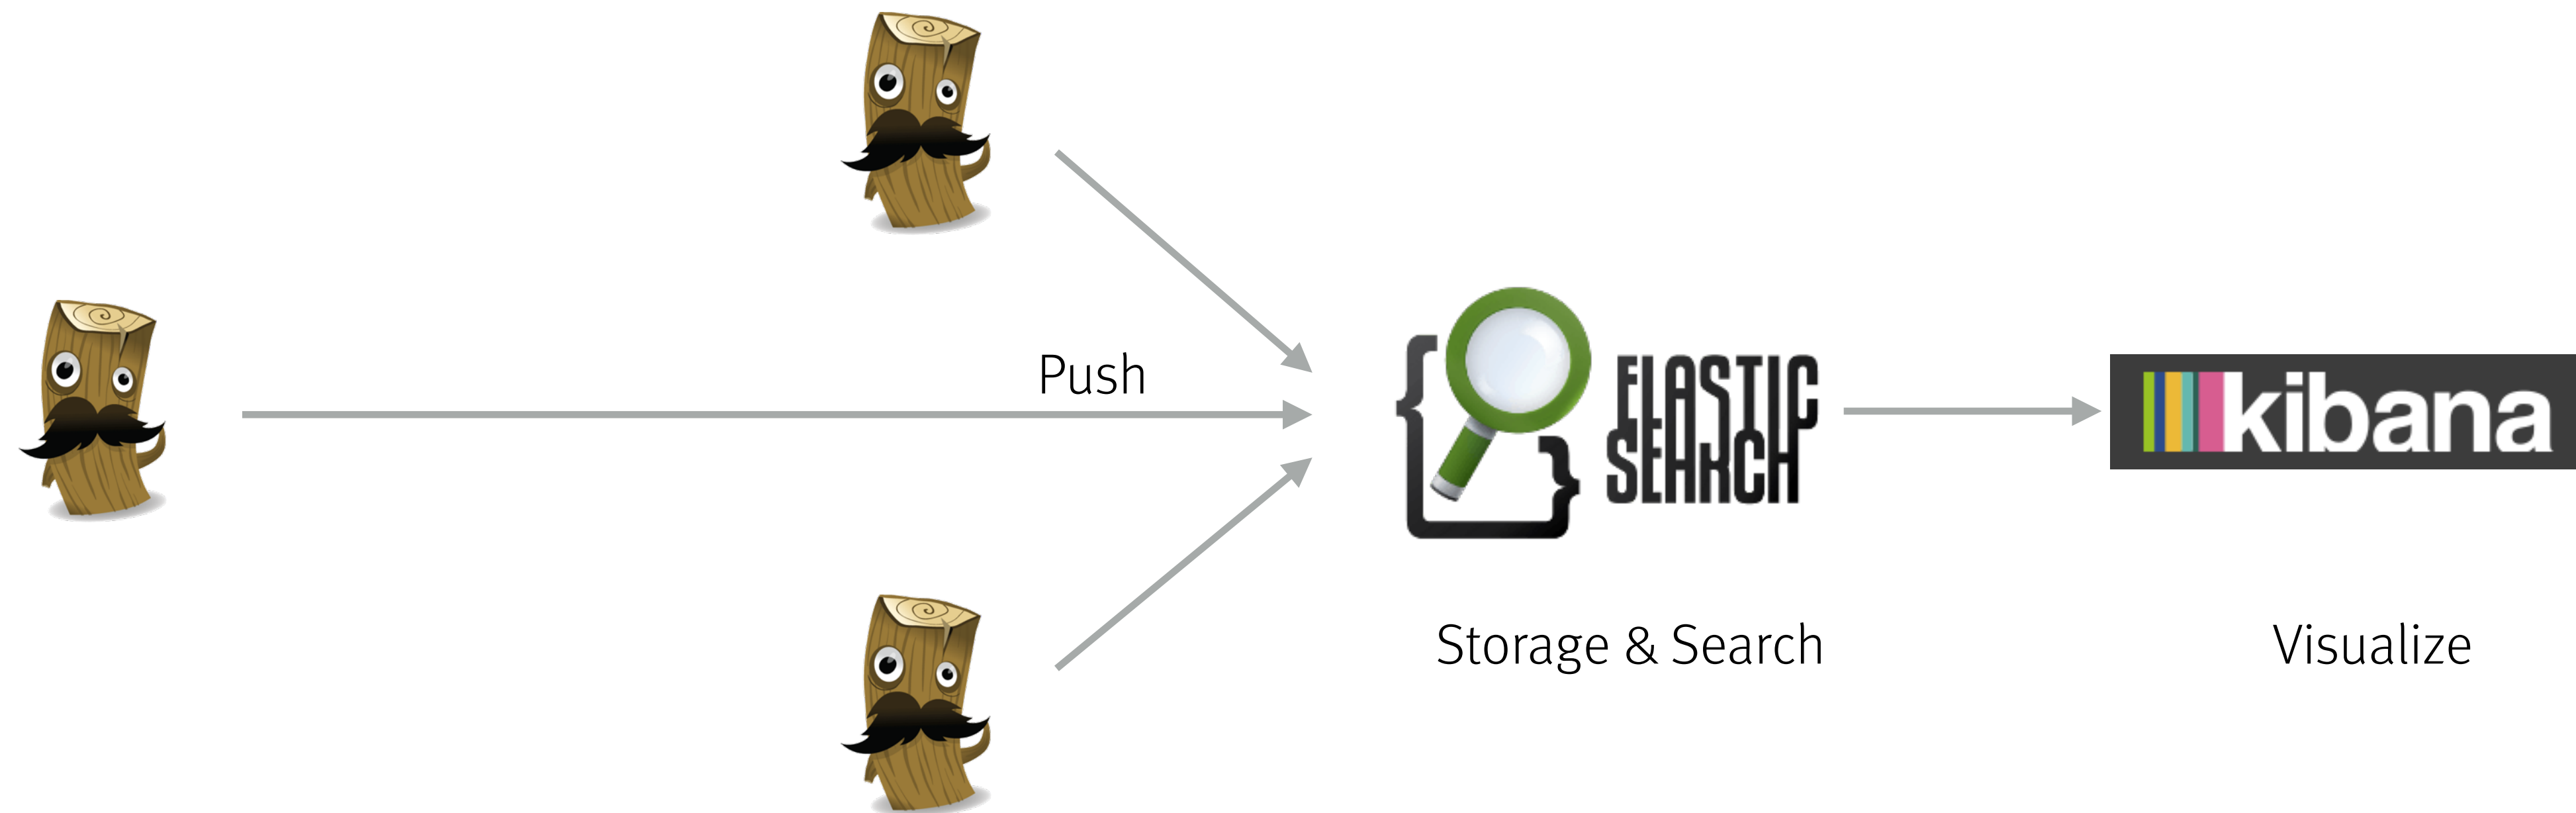 Push
ELASTIC
SEARCH
kibana
Storage & Search
Visualize